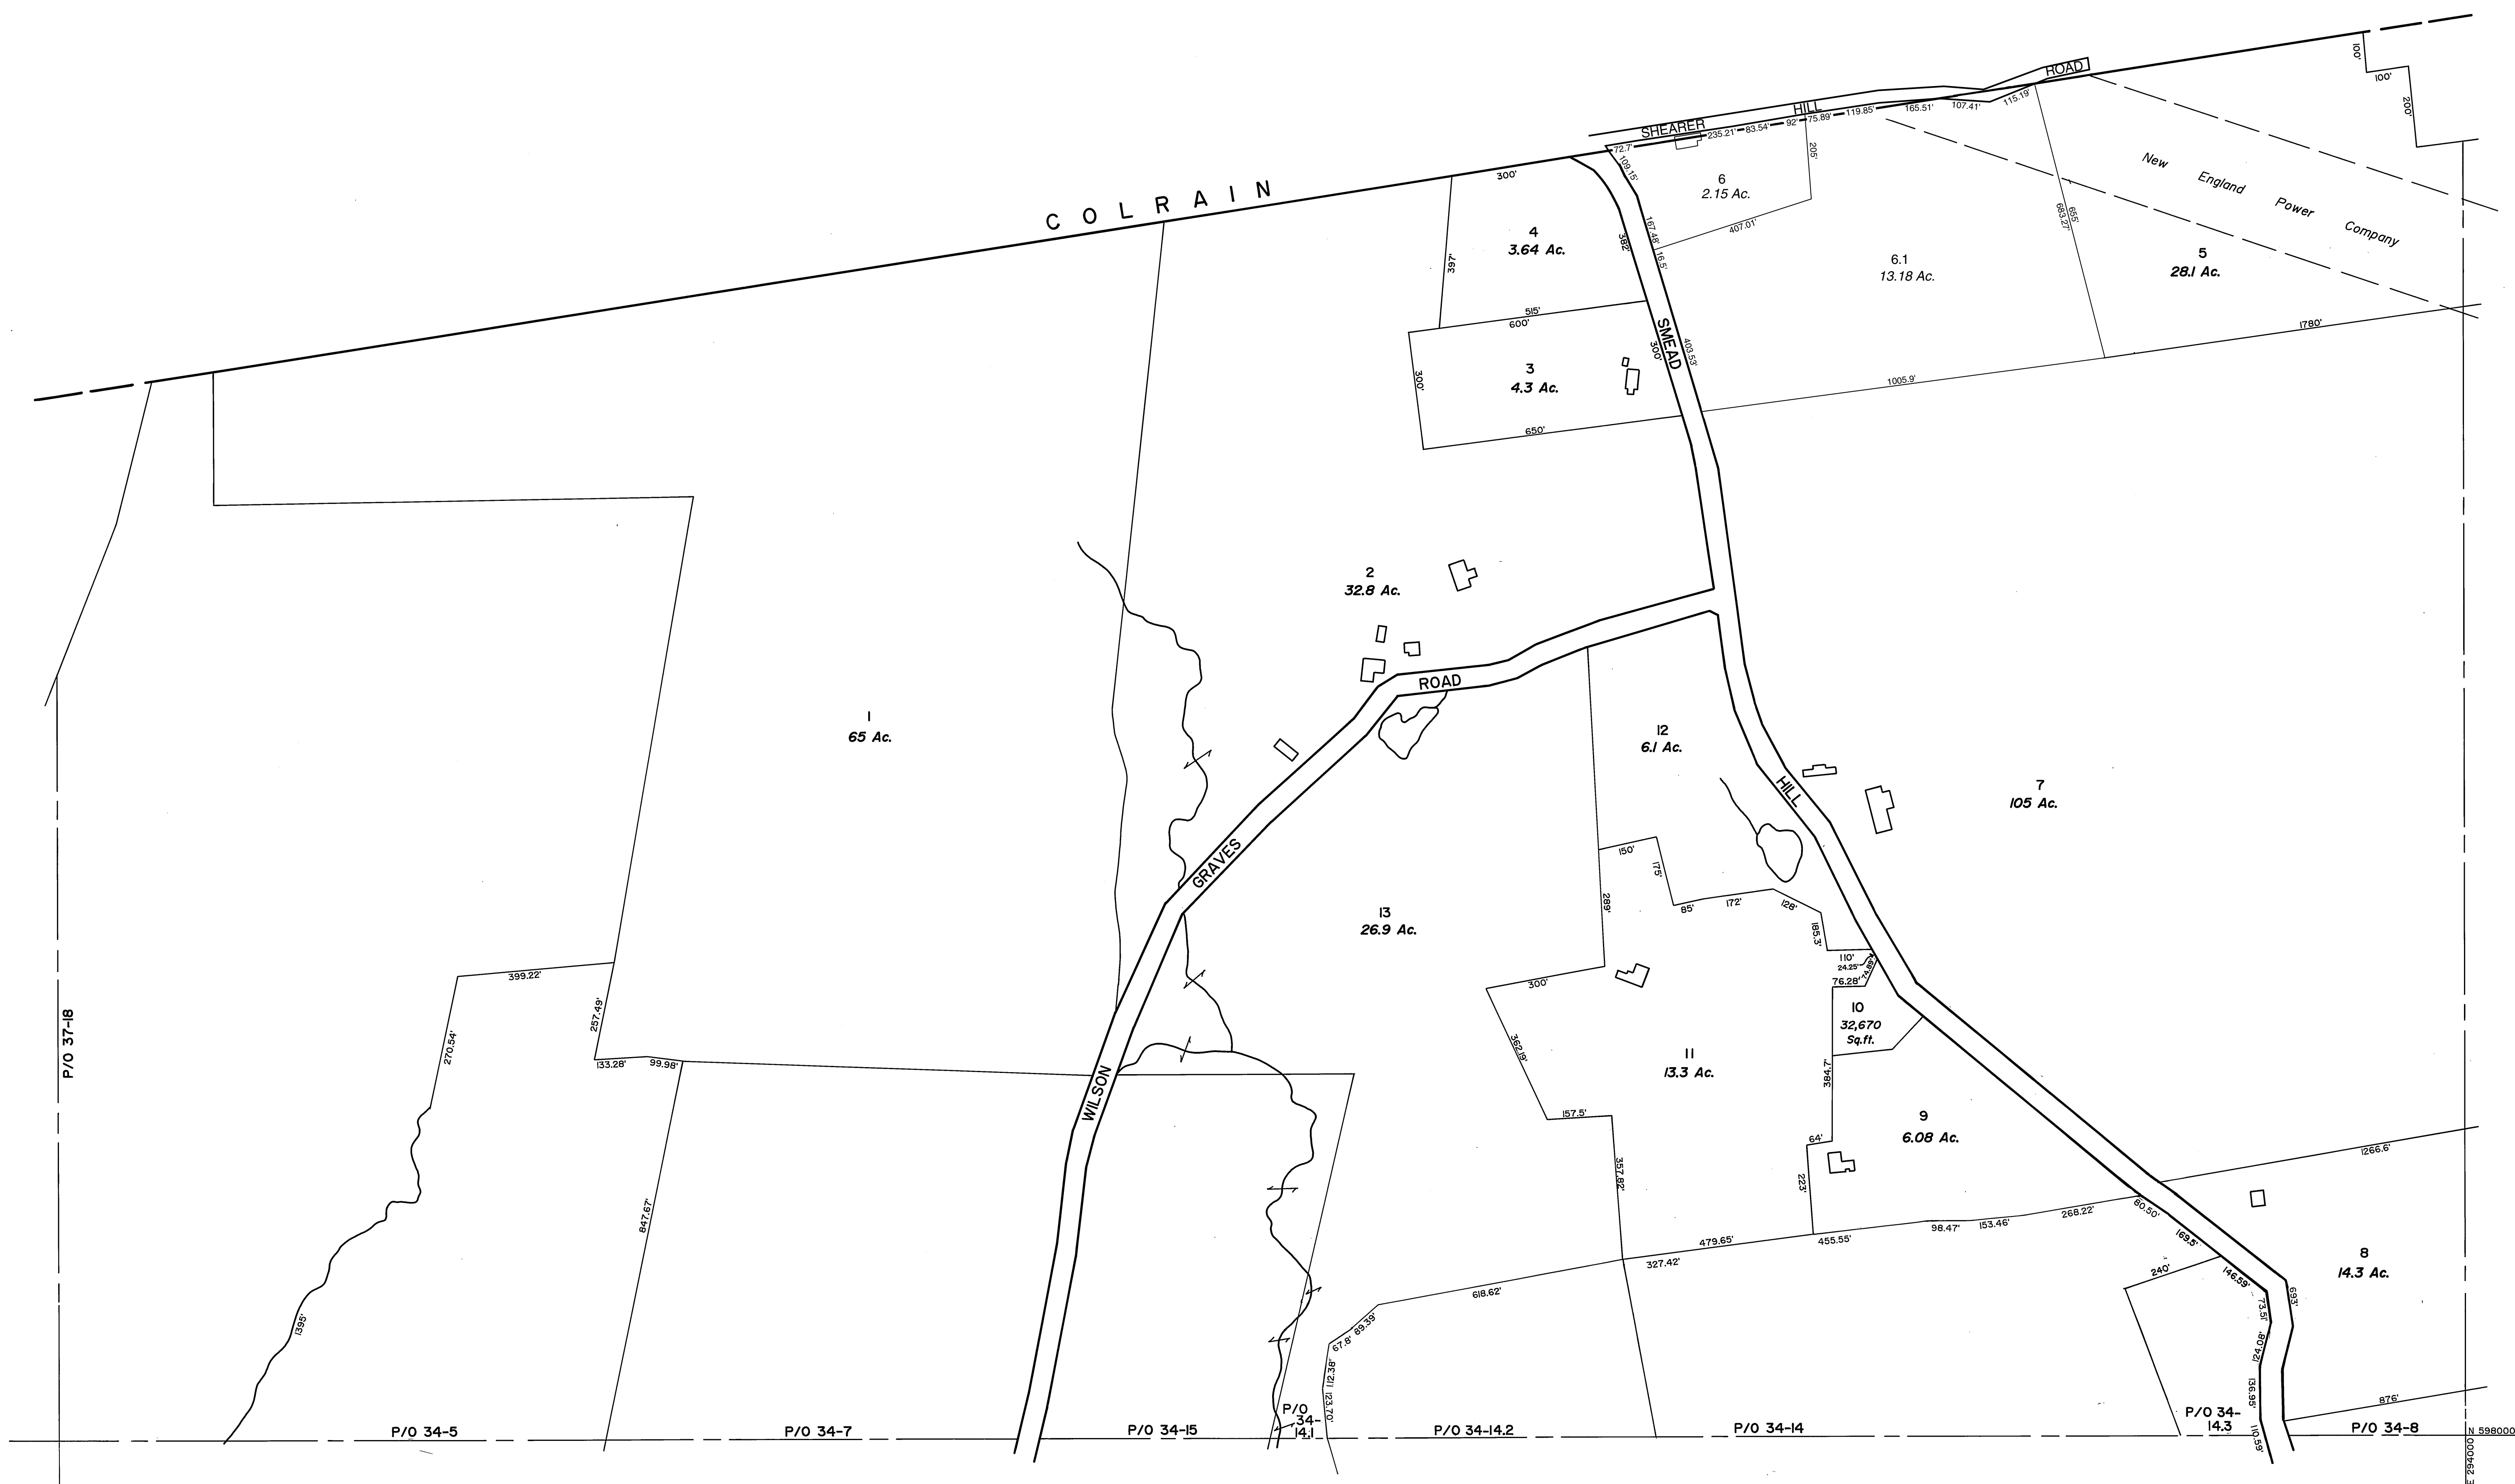 COLRAIN
SHEARER
HILL
ROAD
100'
100'
200'
New England Power Company
72.7'
235.21'
83.54'
92'
75.89'
119.85'
165.51'
107.41'
115.19'
109.15'
205'
6
2.15 Ac.
407.01'
167.48'
16.5'
382'
300'
397'
4
3.64 Ac.
515'
600'
6.1
13.18 Ac.
655'
683.27'
5
28.1 Ac.
1780'
1005.9'
SMEAD
300'
403.53'
3
4.3 Ac.
300'
650'
2
32.8 Ac.
ROAD
1
65 Ac.
12
6.1 Ac.
HILL
7
105 Ac.
GRAVES
150'
175'
85'
172'
128'
185.3'
289'
13
26.9 Ac.
110'
24.25'
74.89'
76.28'
300'
10
32,670
Sq.ft.
399.22'
257.49'
270.54'
133.28'
99.98'
P/O 37-18
362.19'
11
13.3 Ac.
384.7'
WILSON
157.5'
9
6.08 Ac.
64'
223'
357.82'
1266.6'
847.67'
1395'
98.47'
153.46'
268.22'
80.50'
169.5'
479.65'
455.55'
327.42'
618.62'
89.39'
67.8'
112.38'
123.70'
240'
146.59'
73.51'
693'
8
14.3 Ac.
124.08'
136.95'
110.59'
876'
P/O 34-5
P/O 34-7
P/O 34-15
P/O
34-
14.1
P/O 34-14.2
P/O 34-14
P/O 34-
14.3
P/O 34-8
N 598000
E 294000